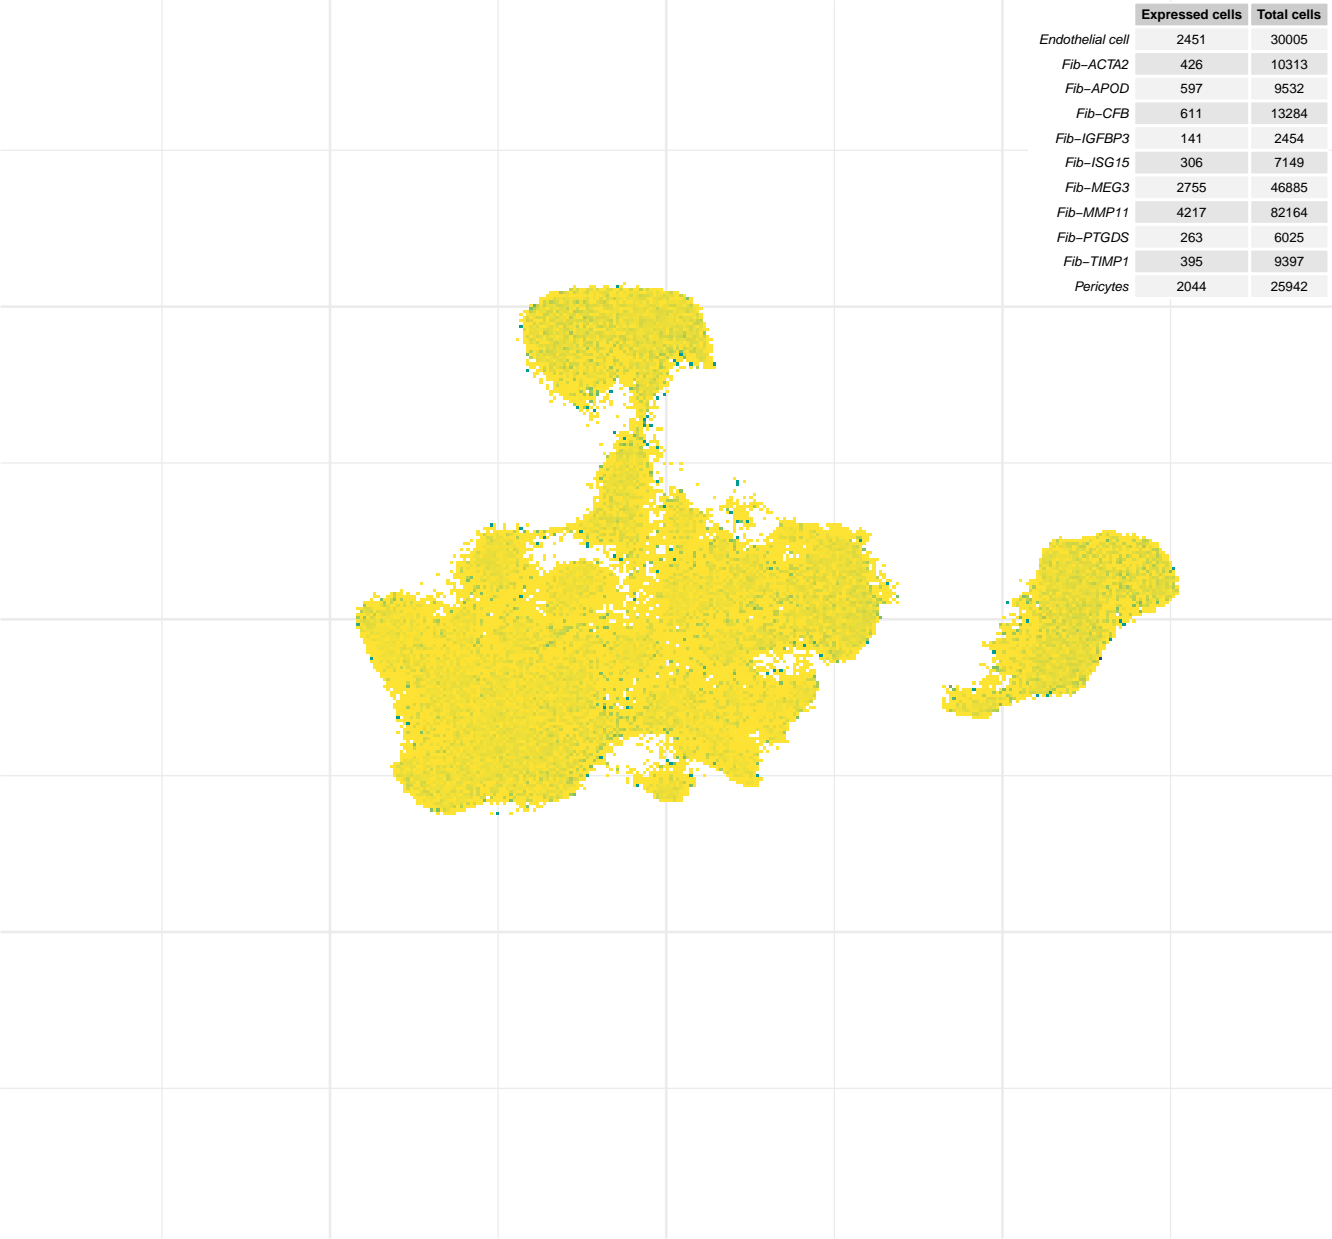 Expressed cells Total cells
Endothelial cell 2451 30005
Fib−ACTA2 426 10313
Fib−APOD 597 9532
Fib−CFB 611 13284
Fib−IGFBP3 141 2454
Fib−ISG15 306 7149
Fib−MEG3 2755 46885
Fib−MMP11 4217 82164
Fib−PTGDS 263 6025
Fib−TIMP1 395 9397
Pericytes 2044 25942